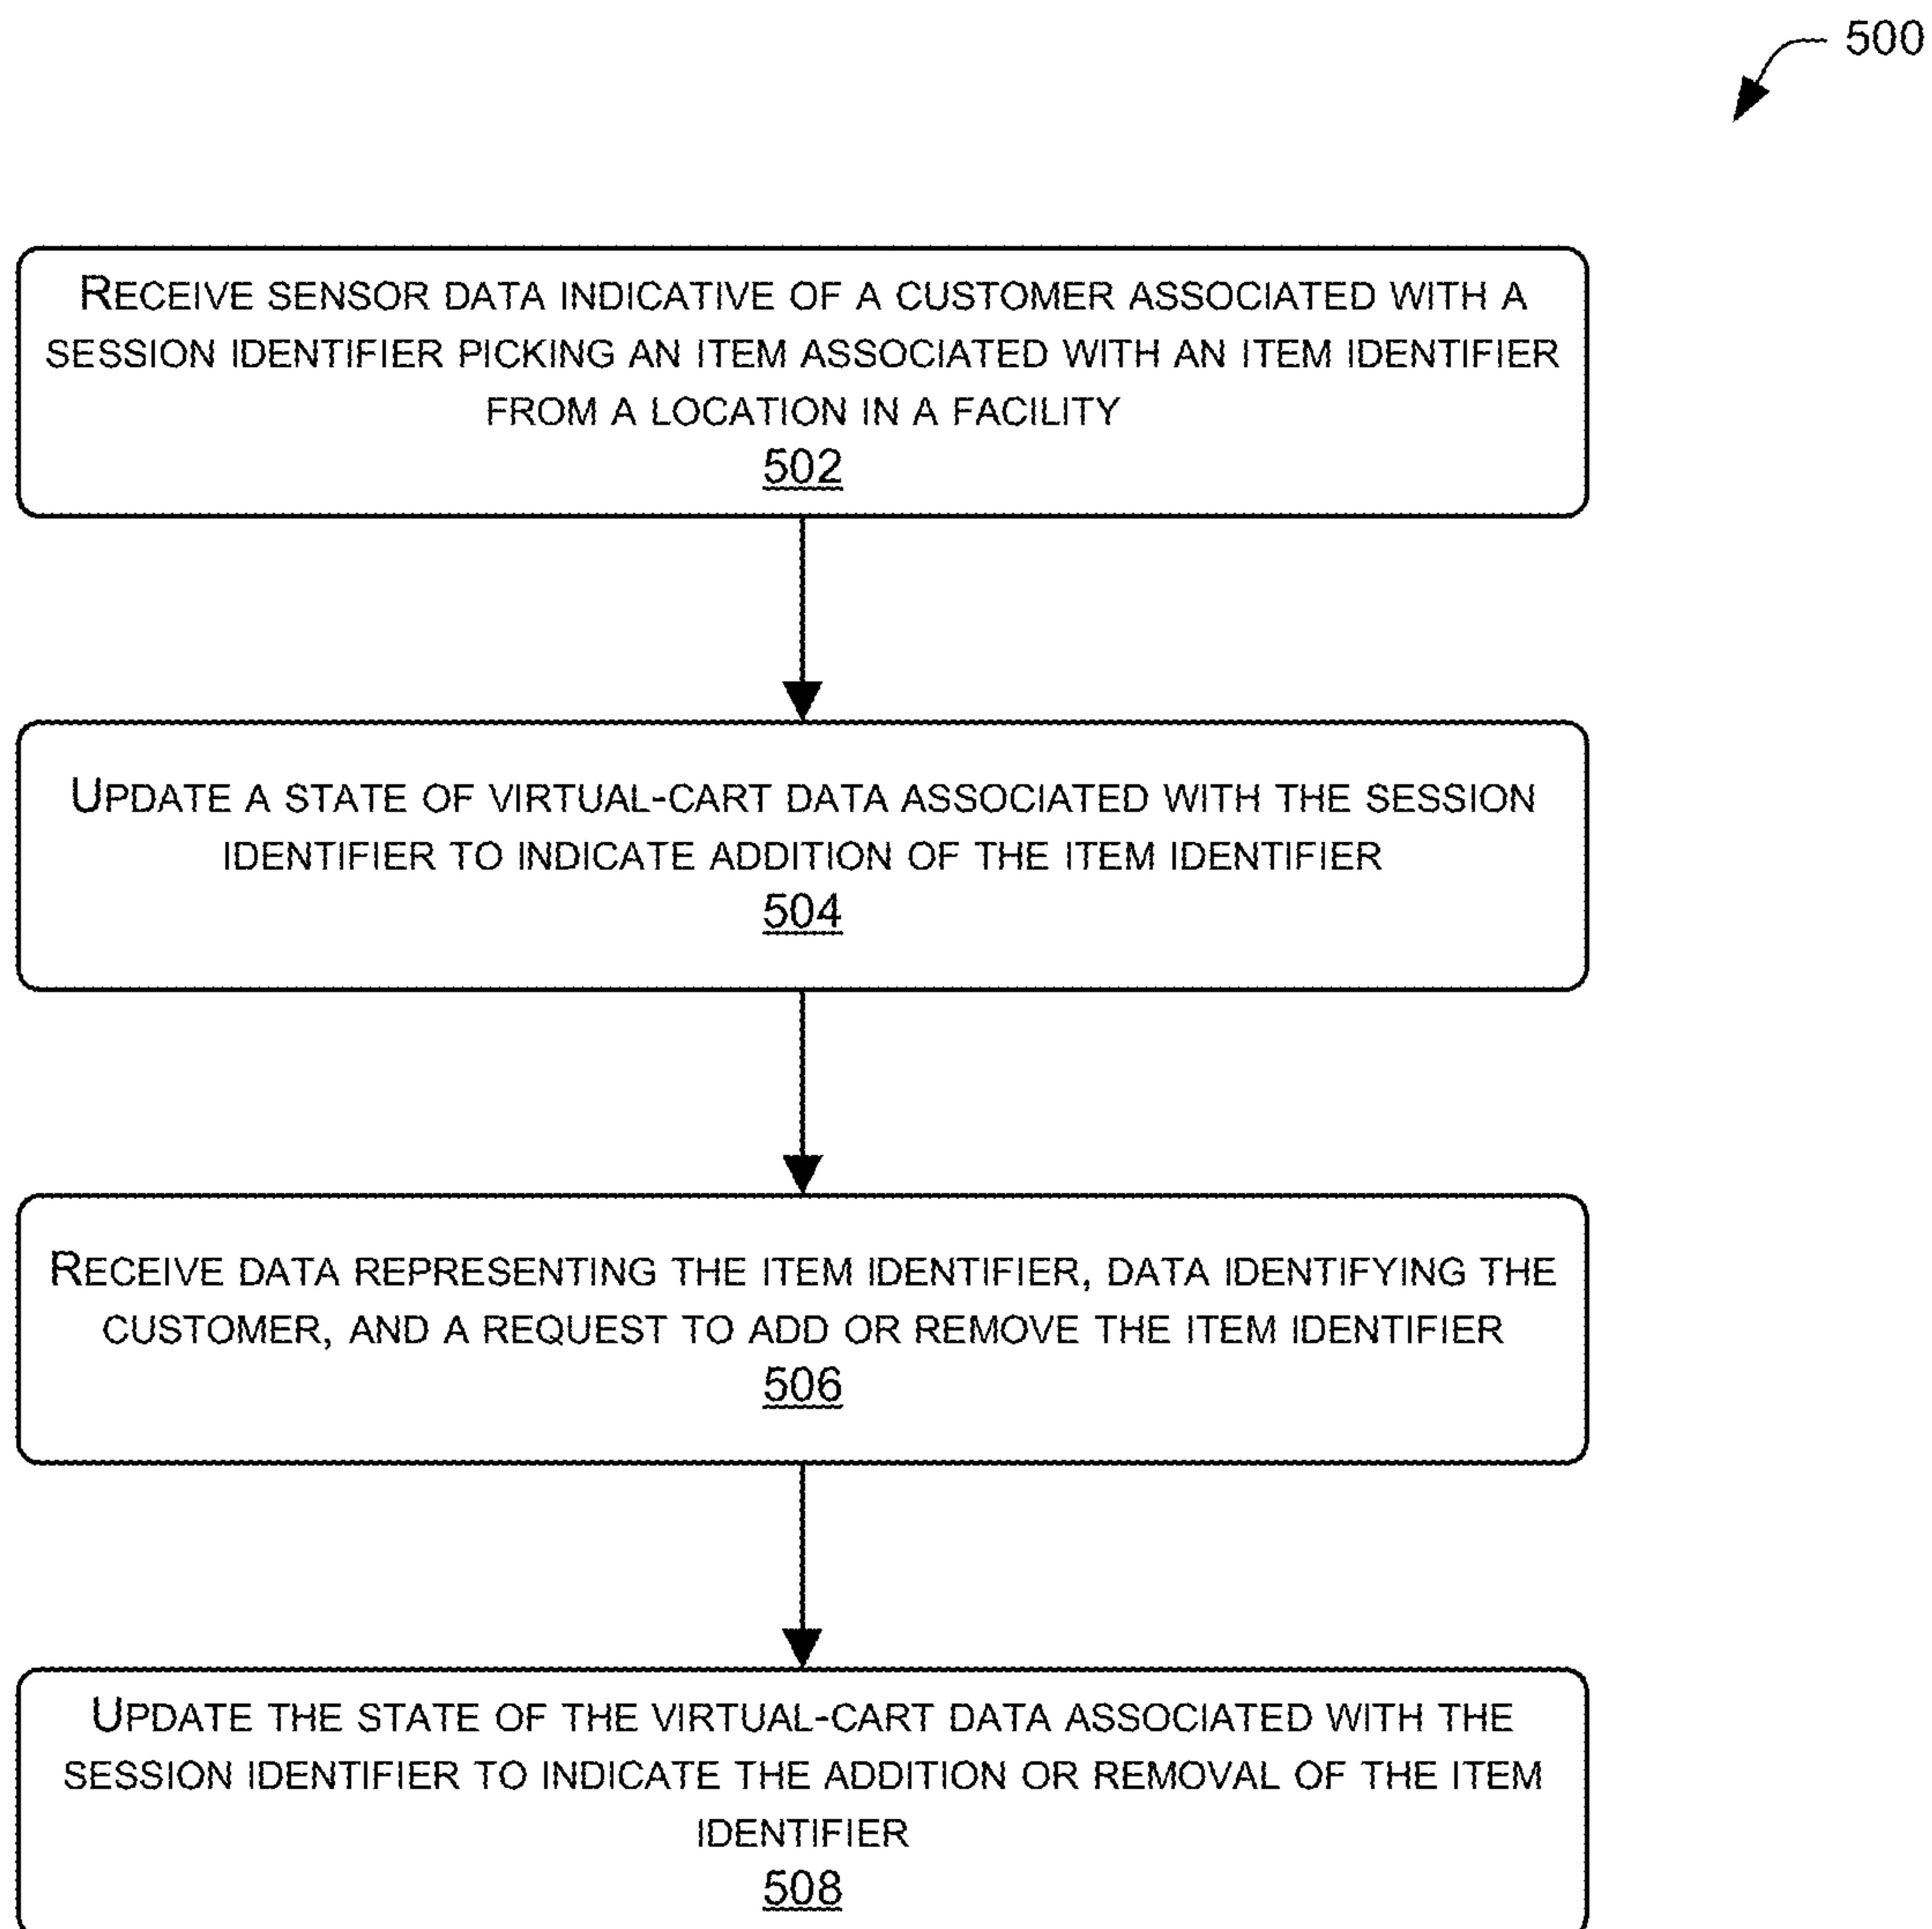 500
RECEIVE SENSOR DATA INDICATIVE OF A CUSTOMER ASSOCIATED WITH A
SESSION IDENTIFIER PICKING AN ITEM ASSOCIATED WITH AN ITEM IDENTIFIER
FROM A LOCATION IN A FACILITY
502
UPDATE A STATE OF VIRTUAL-CART DATA ASSOCIATED WITH THE SESSION
IDENTIFIER TO INDICATE ADDITION OF THE ITEM IDENTIFIER
504
RECEIVE DATA REPRESENTING THE ITEM IDENTIFIER, DATA IDENTIFYING THE
CUSTOMER, AND A REQUEST TO ADD OR REMOVE THE ITEM IDENTIFIER
506
UPDATE THE STATE OF THE VIRTUAL-CART DATA ASSOCIATED WITH THE
SESSION IDENTIFIER TO INDICATE THE ADDITION OR REMOVAL OF THE ITEM
IDENTIFIER
508